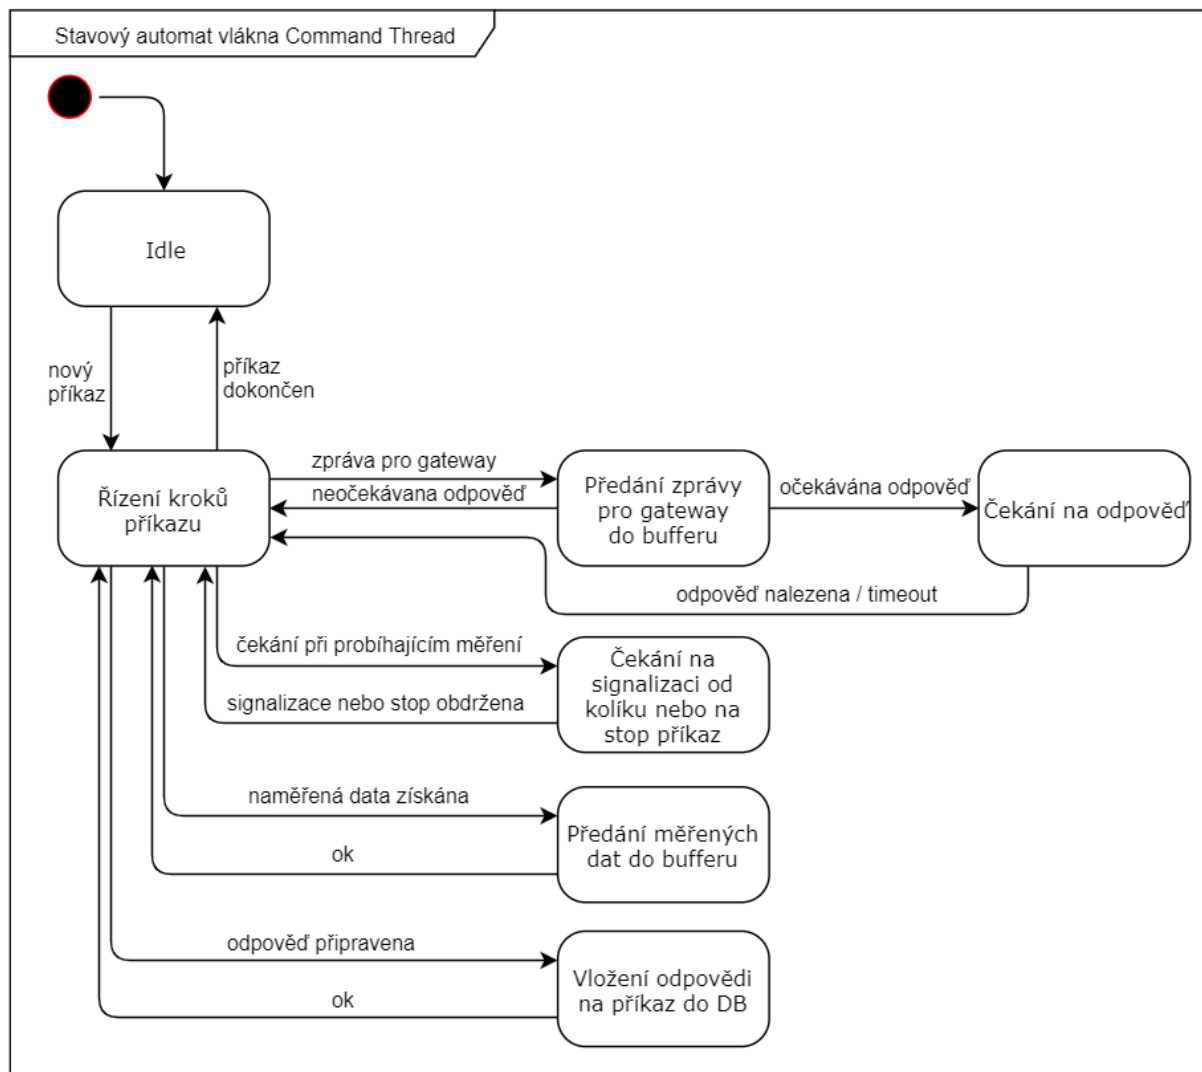 Stavový automat vlákna Command Thread
Idle
nový
příkaz
příkaz
dokončen
Řízení kroků
příkazu
zpráva pro gateway
neočekávana odpověď
Předání zprávy
pro gateway
do bufferu
očekávána odpověď
Čekání na odpověď
odpověď nalezena / timeout
čekání při probíhajícím měření
signalizace nebo stop obdržena
Čekání na
signalizaci od
kolíku nebo na
stop příkaz
naměřená data získána
ok
Předání měřených
dat do bufferu
odpověď připravena
ok
Vložení odpovědi
na příkaz do DB